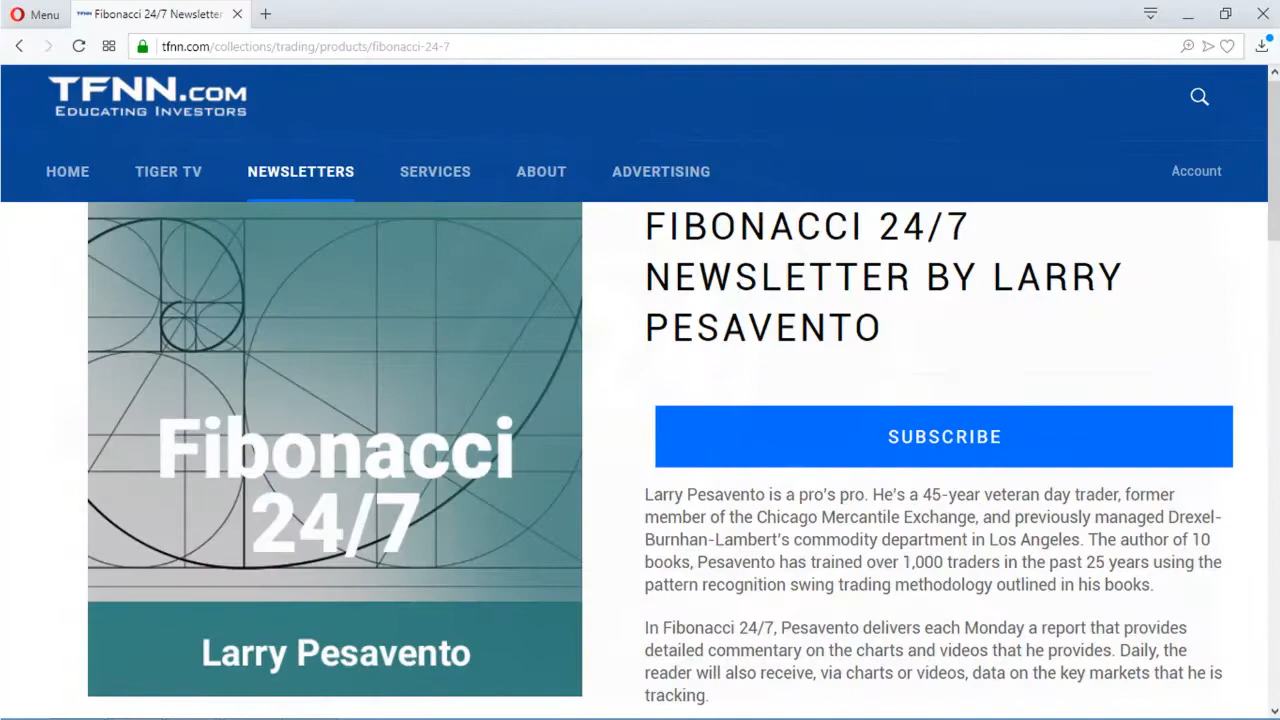 Menu
Fibonacci 24/7 Newsletter
tfnn.com/collections/trading/products/fibonacci-24-7
TFNN.COM
EDUCATING INVESTORS
HOME TIGER TV NEWSLETTERS SERVICES ABOUT ADVERTISING Account
Fibonacci
24/7
Larry Pesavento
FIBONACCI 24/7
NEWSLETTER BY LARRY
PESAVENTO
SUBSCRIBE
Larry Pesavento is a pro's pro. He's a 45-year veteran day trader, former
member of the Chicago Mercantile Exchange, and previously managed Drexel-
Burnhan-Lambert's commodity department in Los Angeles. The author of 10
books, Pesavento has trained over 1,000 traders in the past 25 years using the
pattern recognition swing trading methodology outlined in his books.
In Fibonacci 24/7, Pesavento delivers each Monday a report that provides
detailed commentary on the charts and videos that he provides. Daily, the
reader will also receive, via charts or videos, data on the key markets that he is
tracking.